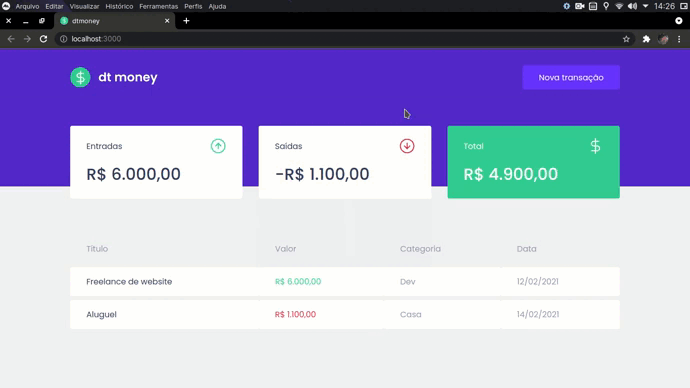 Arquivo Editar Visualizar Histórico Ferramentas Perfis Ajuda 14:26
dtmoney
localhost:3000
dt money
Nova transação
Entradas Saídas Total
R$ 6.000,00 -R$ 1.100,00 R$ 4.900,00
Título Valor Categoria Data
Freelance de website R$ 6.000,00 Dev 12/02/2021
Aluguel R$ 1.100,00 Casa 14/02/2021